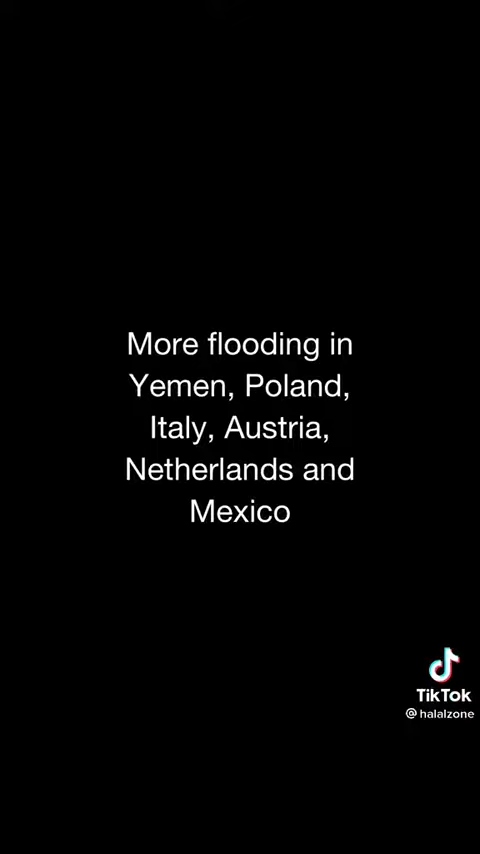 More flooding in
Yemen, Poland,
Italy, Austria,
Netherlands and
Mexico
TikTok
@halalzone